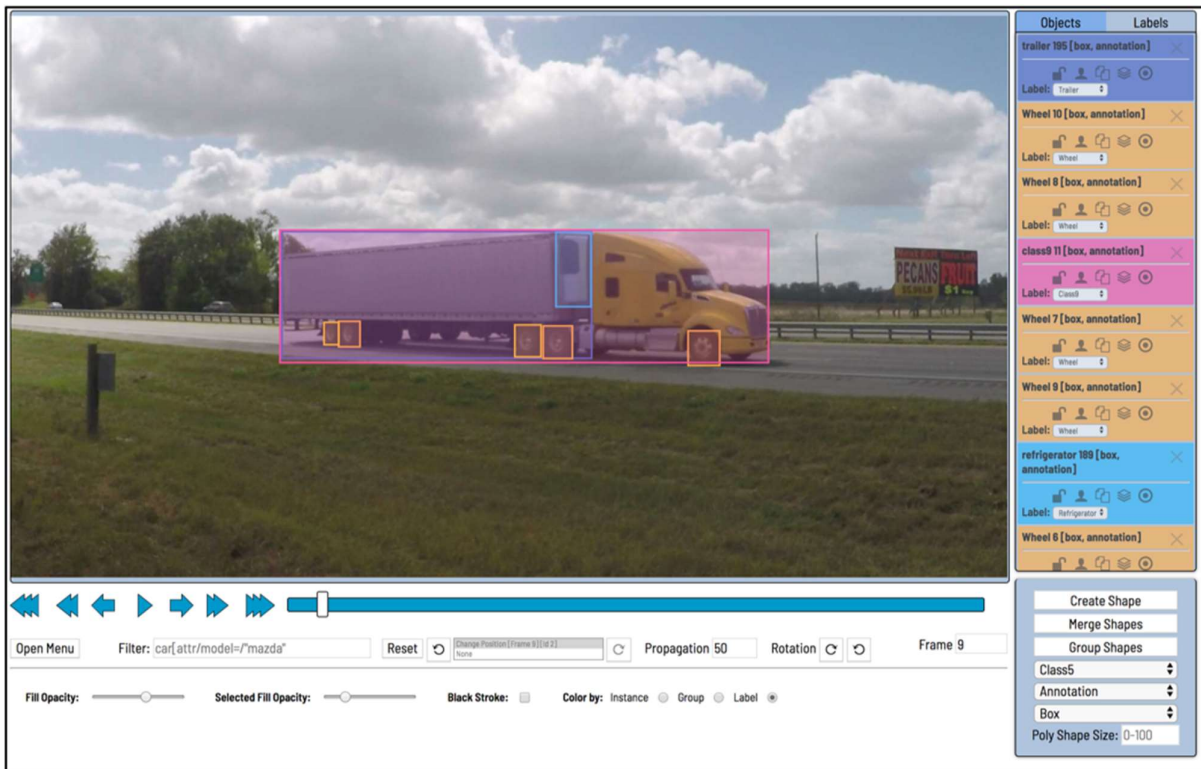 Objects
Labels
trailer 195 [box, annotation]
Label: Trailer
Wheel 10 [box, annotation]
Label: Wheel
Wheel 8 [box, annotation]
Label: Wheel
class9 11 [box, annotation]
Label: Class9
Wheel 7 [box, annotation]
Label: Wheel
Wheel 9 [box, annotation]
Label: Wheel
refrigerator 189 [box,
annotation]
Label: Refrigerator
Wheel 6 [box, annotation]
PECANS
FRUIT
$1
Create Shape
Merge Shapes
Group Shapes
Class5
Annotation
Box
Poly Shape Size: 0-100
Open Menu
Filter: car[attr/model=/"mazda"
Reset
Change Position [Frame 9] [id 2]
None
Propagation 50
Rotation
Frame 9
Fill Opacity:
Selected Fill Opacity:
Black Stroke:
Color by: Instance
Group
Label